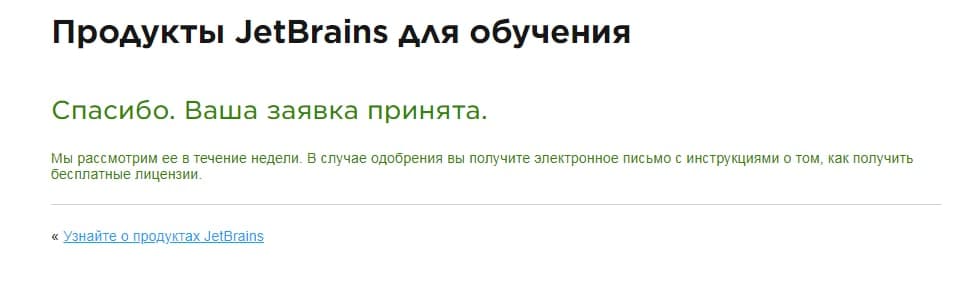 Продукты JetBrains для обучения
Спасибо. Ваша заявка принята.
Мы рассмотрим ее в течение недели. В случае одобрения вы получите электронное письмо с инструкциями о том, как получить
бесплатные лицензии.
« Узнайте о продуктах JetBrains